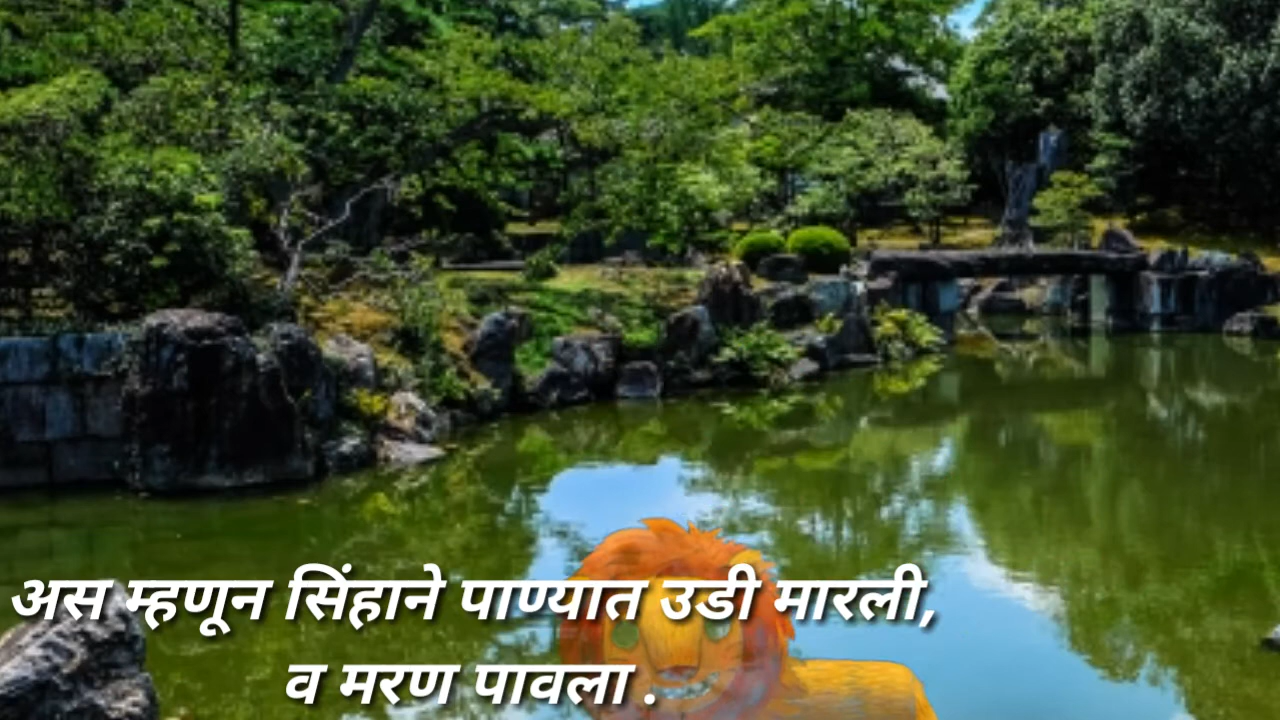 अस म्हणून सिंहाने पाण्यात उडी मारली,
व मरण पावला .